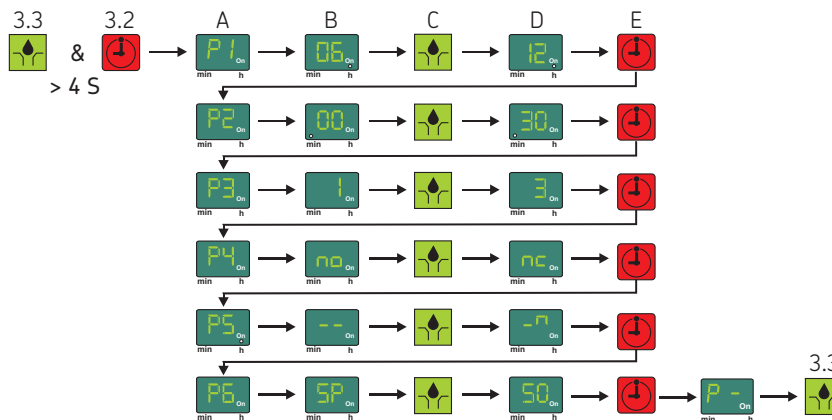 3.3 3.2 A B C D E
& P1 On 06 On 12 On
min h min h min h
> 4 S
P2 On 00 On 30 On
min h min h min h
P3 On 1 On 3 On
min h min h min h
P4 On no On nc On
min h min h min h
P5 On -- On -n On
min h min h min h
3.3
P6 On SP On SO On P - On
min h min h min h min h